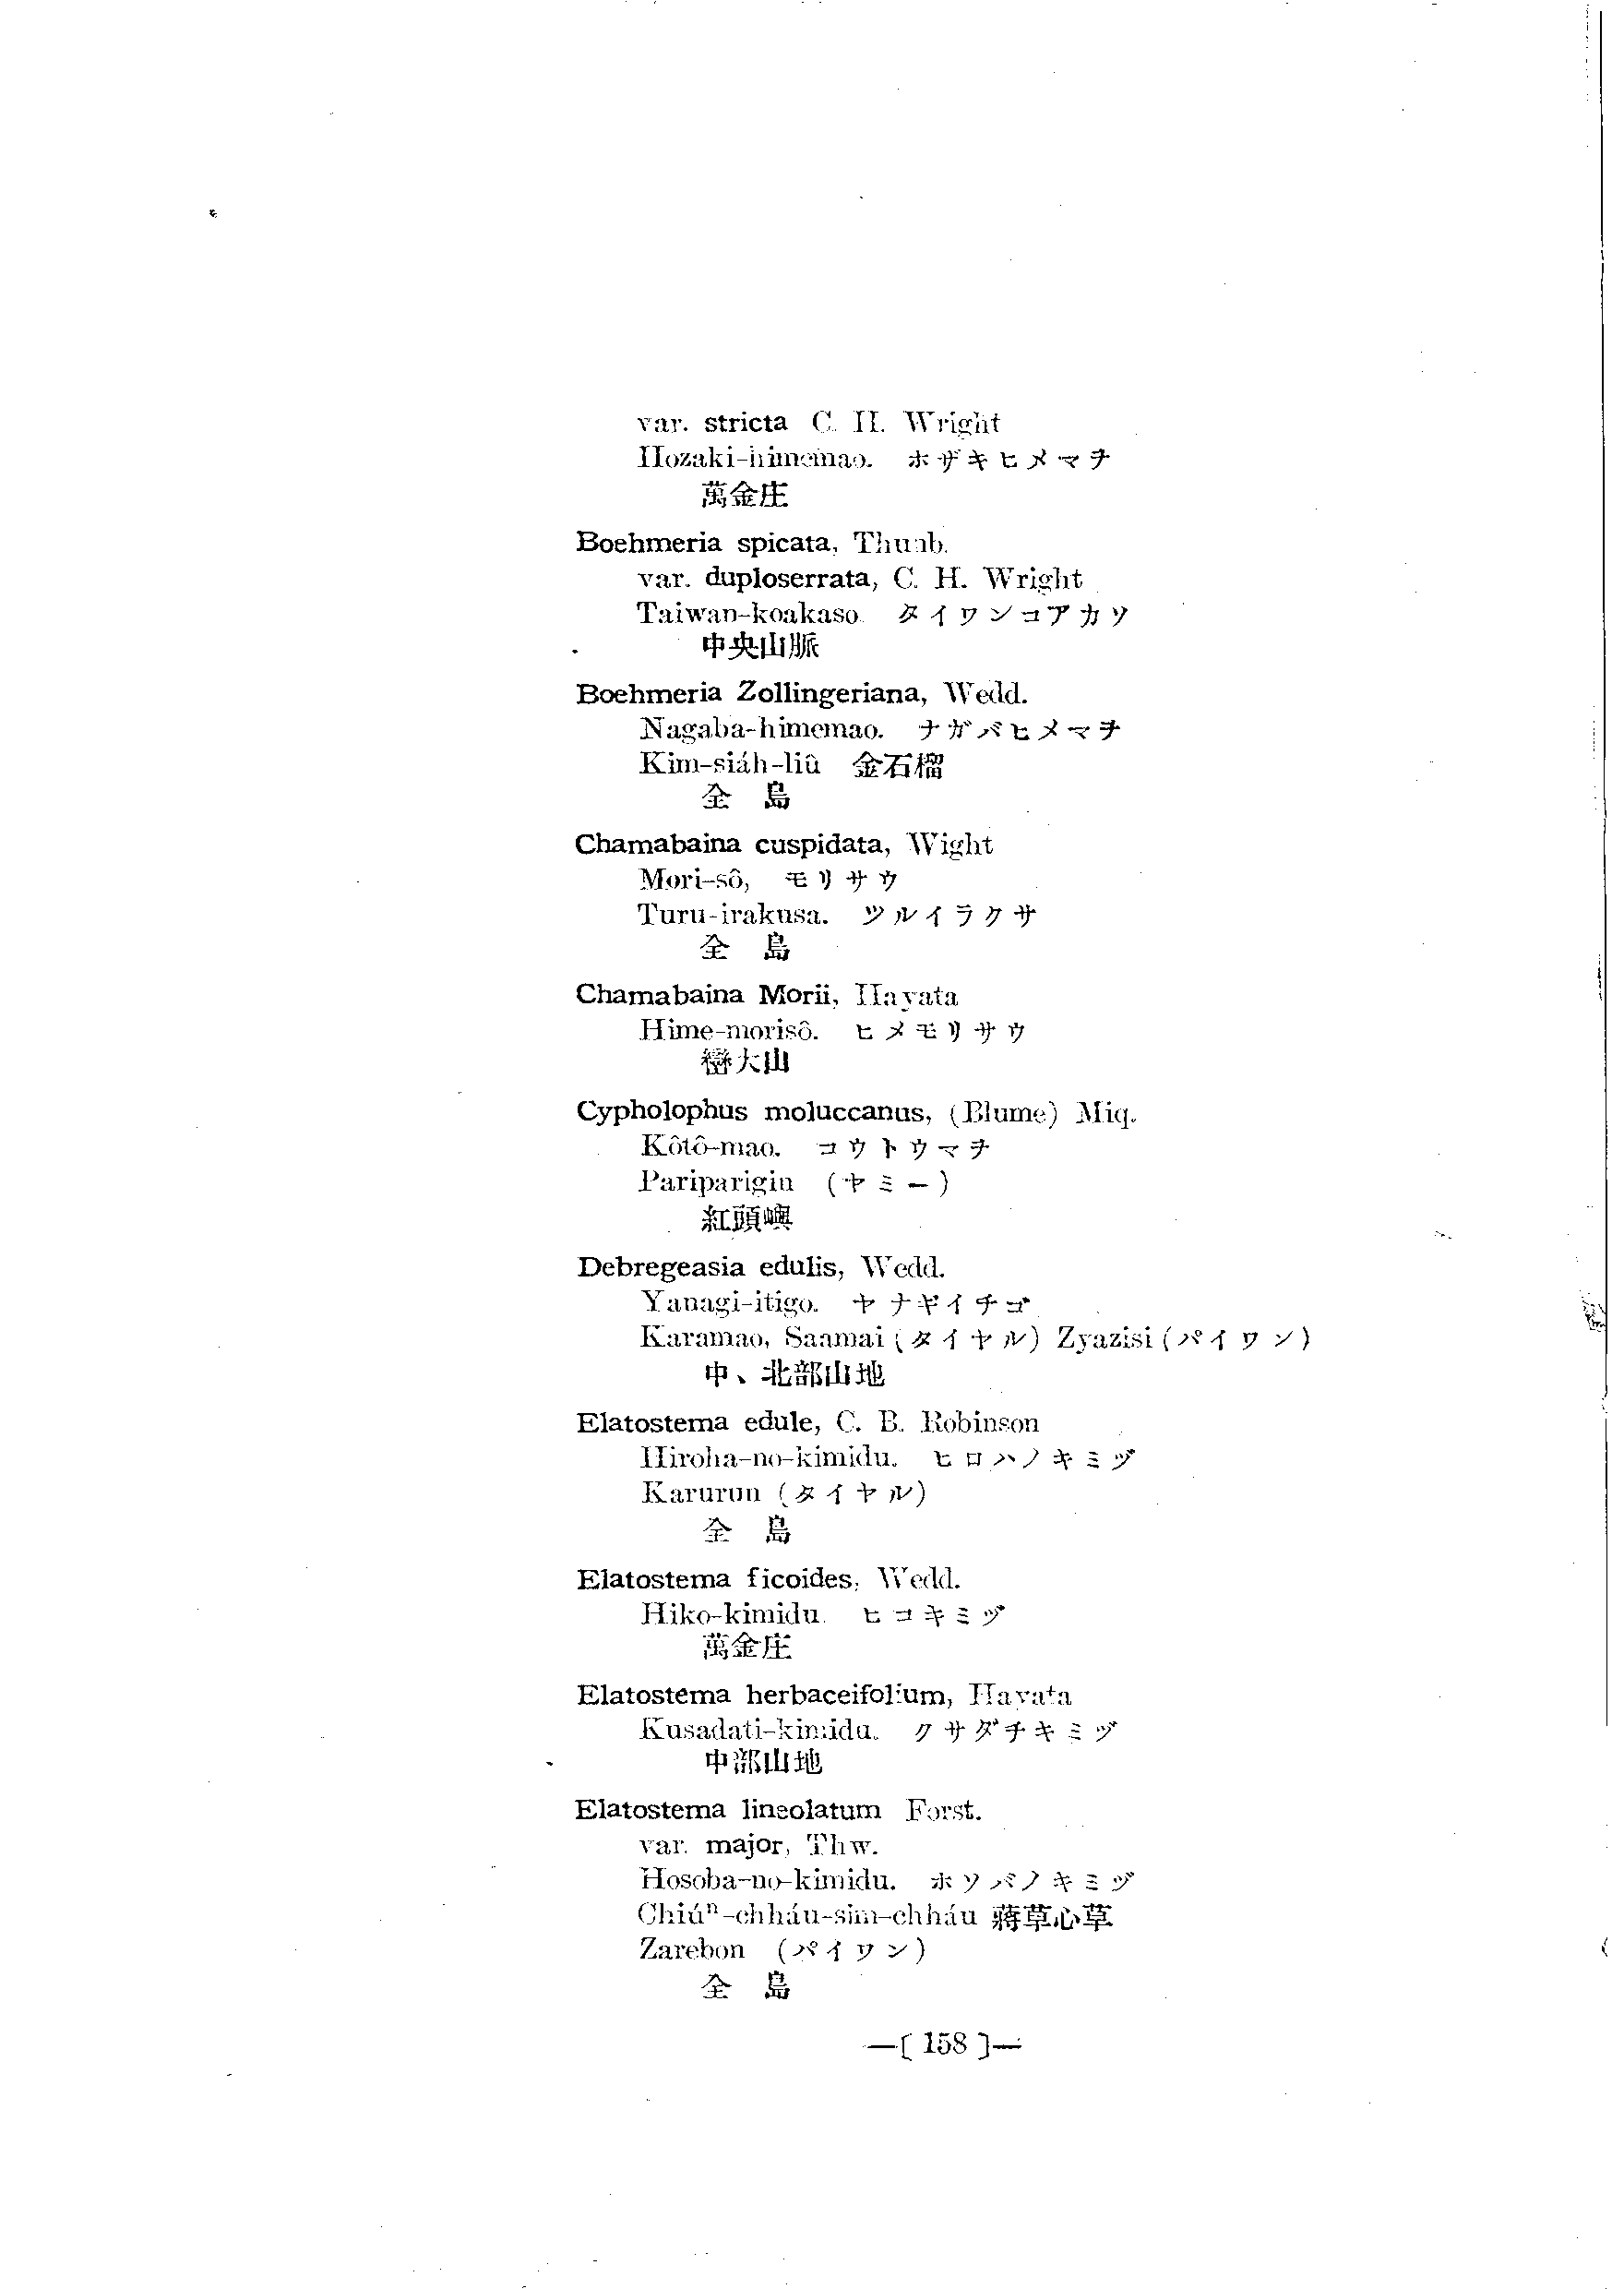 var. stricta C. H. Wright
Hozaki-himemao. ホザキヒメマヲ
萬金庄
Boehmeria spicata, Thunb.
var. duploserrata, C. H. Wright
Taiwan-koakaso. タイワンコアカソ
中央山脈
Boehmeria Zollingeriana, Wedd.
Nagaba-himemao. ナガバヒメマヲ
Kim-siáh-liû 金石榴
全 島
Chamabaina cuspidata, Wight
Mori-sô, モリサウ
Turu-irakusa. ツルイラクサ
全 島
Chamabaina Morii, Hayata
Hime-morisô. ヒメモリサウ
大山
Cypholophus moluccanus, (Blume) Miq.
Kôtô-mao. コウトウマヲ
Pariparigin (ヤミー)
紅頭嶼
Debregeasia edulis, Wedd.
Yanagi-itigo. ヤナギイチゴ
Karamao, Saamai (タイヤル) Zyazisi (パイワン)
中、北部山地
Elatostema edule, C. B. Robinson
Hiroha-no-kimidu. ヒロハノキミヅ
Karurun (タイヤル)
全 島
Elatostema ficoides, Wedd.
Hiko-kimidu. ヒコキミヅ
萬金庄
Elatostema herbaceifolium, Hayata
Kusadati-kimidu. クサダチキミヅ
中部山地
Elatostema lineolatum Forst.
var. major, Thw.
Hosoba-no-kimidu. ホソバノキミヅ
Chiúⁿ-chháu-sim-chháu 蔣草心草
Zarebon (パイワン)
全 島
—[ 158 ]—